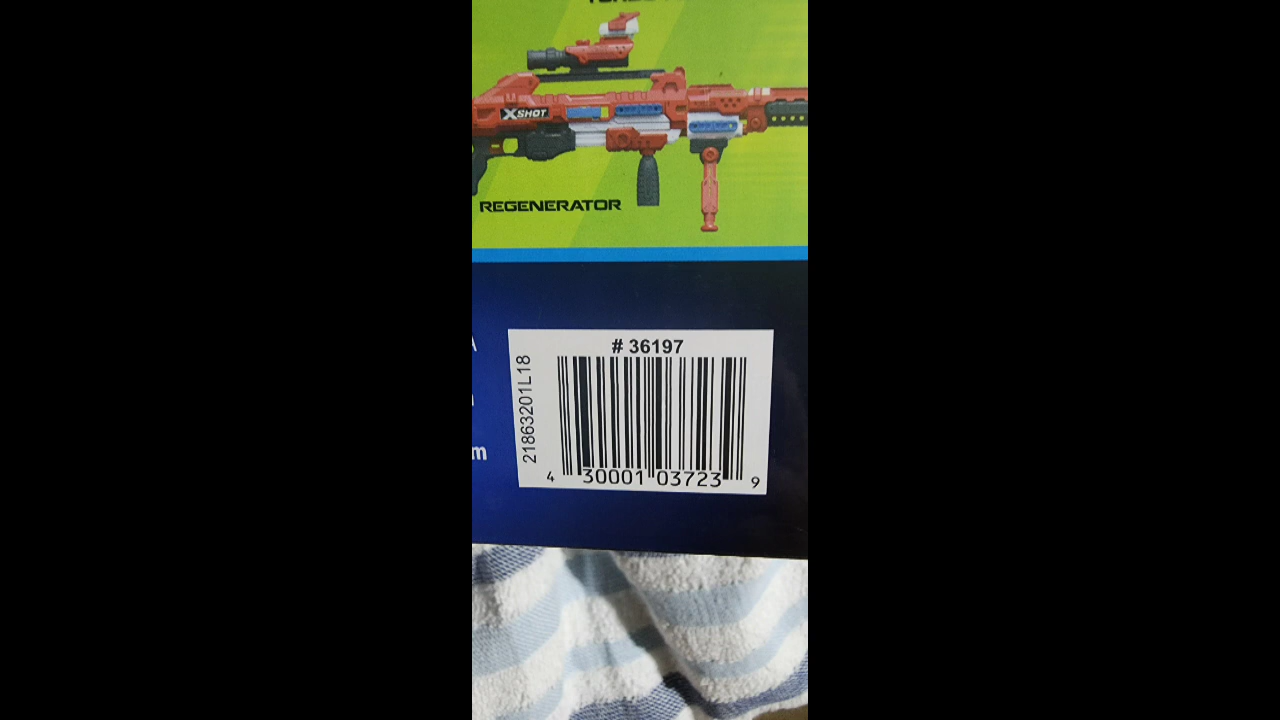 XSHOT
REGENERATOR
m
# 36197
21863201L18
4 30001 03723 9